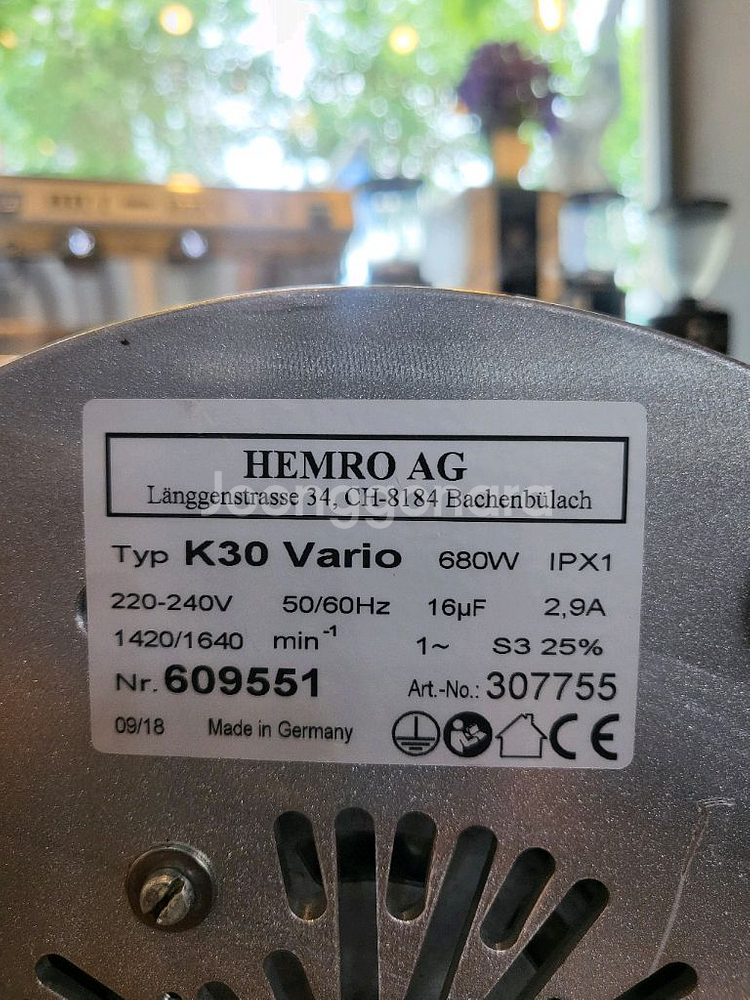 HEMRO AG
Länggenstrasse 34, CH-8184 Bachenbülach
Joonggonara
Typ K30 Vario 680W IPX1
220-240V 50/60Hz 16µF 2,9A
1420/1640 min⁻¹ 1~ S3 25%
Nr. 609551 Art.-No.: 307755
09/18 Made in Germany CE